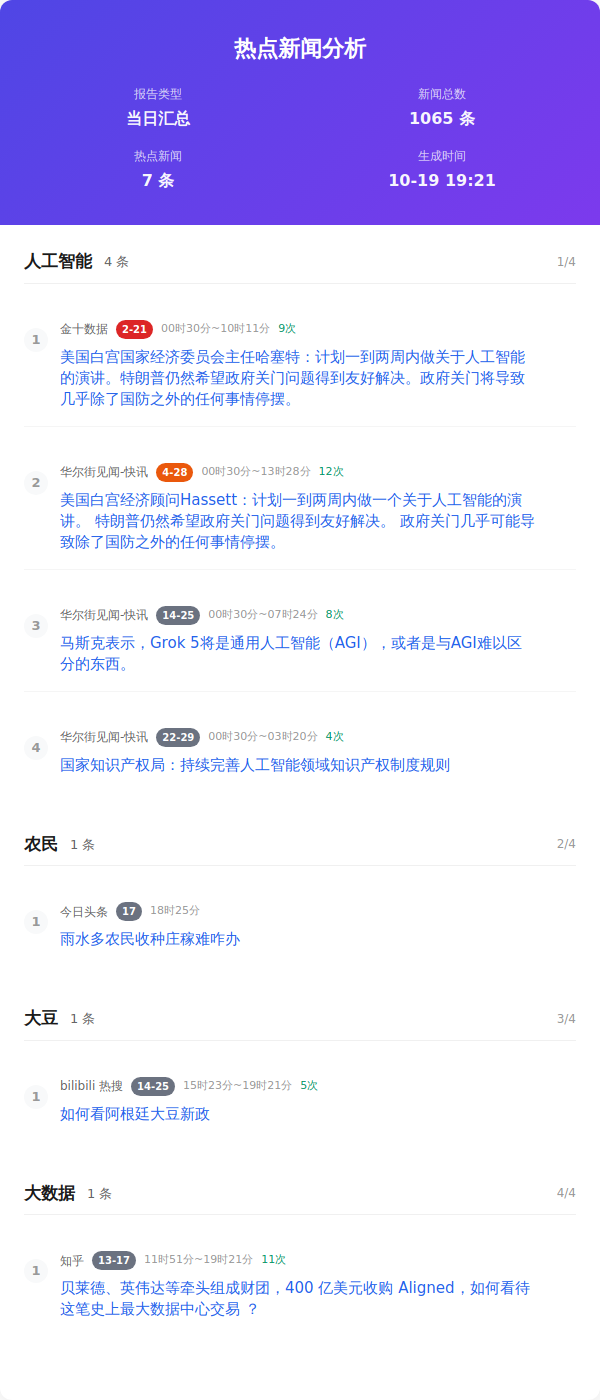 热点新闻分析
报告类型
当日汇总
新闻总数
1065 条
热点新闻
7 条
生成时间
10-19 19:21
人工智能 4 条 1/4
1
金十数据 2-21 00时30分~10时11分 9次
美国白宫国家经济委员会主任哈塞特：计划一到两周内做关于人工智能
的演讲。特朗普仍然希望政府关门问题得到友好解决。政府关门将导致
几乎除了国防之外的任何事情停摆。
2
华尔街见闻-快讯 4-28 00时30分~13时28分 12次
美国白宫经济顾问Hassett：计划一到两周内做一个关于人工智能的演
讲。 特朗普仍然希望政府关门问题得到友好解决。 政府关门几乎可能导
致除了国防之外的任何事情停摆。
3
华尔街见闻-快讯 14-25 00时30分~07时24分 8次
马斯克表示，Grok 5将是通用人工智能（AGI），或者是与AGI难以区
分的东西。
4
华尔街见闻-快讯 22-29 00时30分~03时20分 4次
国家知识产权局：持续完善人工智能领域知识产权制度规则
农民 1 条 2/4
1
今日头条 17 18时25分
雨水多农民收种庄稼难咋办
大豆 1 条 3/4
1
bilibili 热搜 14-25 15时23分~19时21分 5次
如何看阿根廷大豆新政
大数据 1 条 4/4
1
知乎 13-17 11时51分~19时21分 11次
贝莱德、英伟达等牵头组成财团，400 亿美元收购 Aligned，如何看待
这笔史上最大数据中心交易 ？